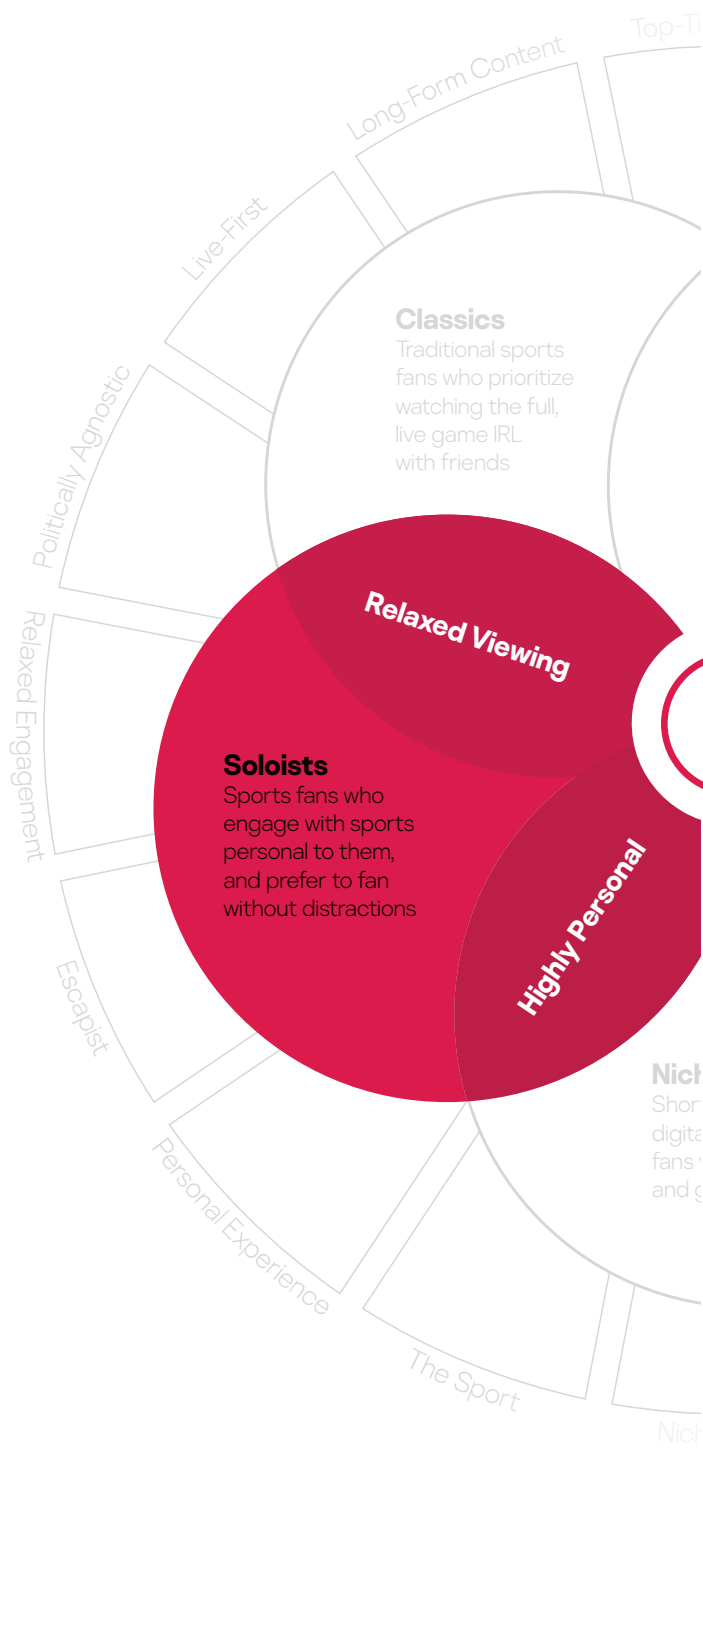 Top-Ti
Long-Form Content
Live-First
Politically Agnostic
Relaxed Engagement
Escapist
Personal Experience
The Sport
Nich
Classics
Traditional sports
fans who prioritize
watching the full,
live game IRL
with friends
Relaxed Viewing
Soloists
Sports fans who
engage with sports
personal to them,
and prefer to fan
without distractions
Highly Personal
Nich
Shor
digita
fans
and g